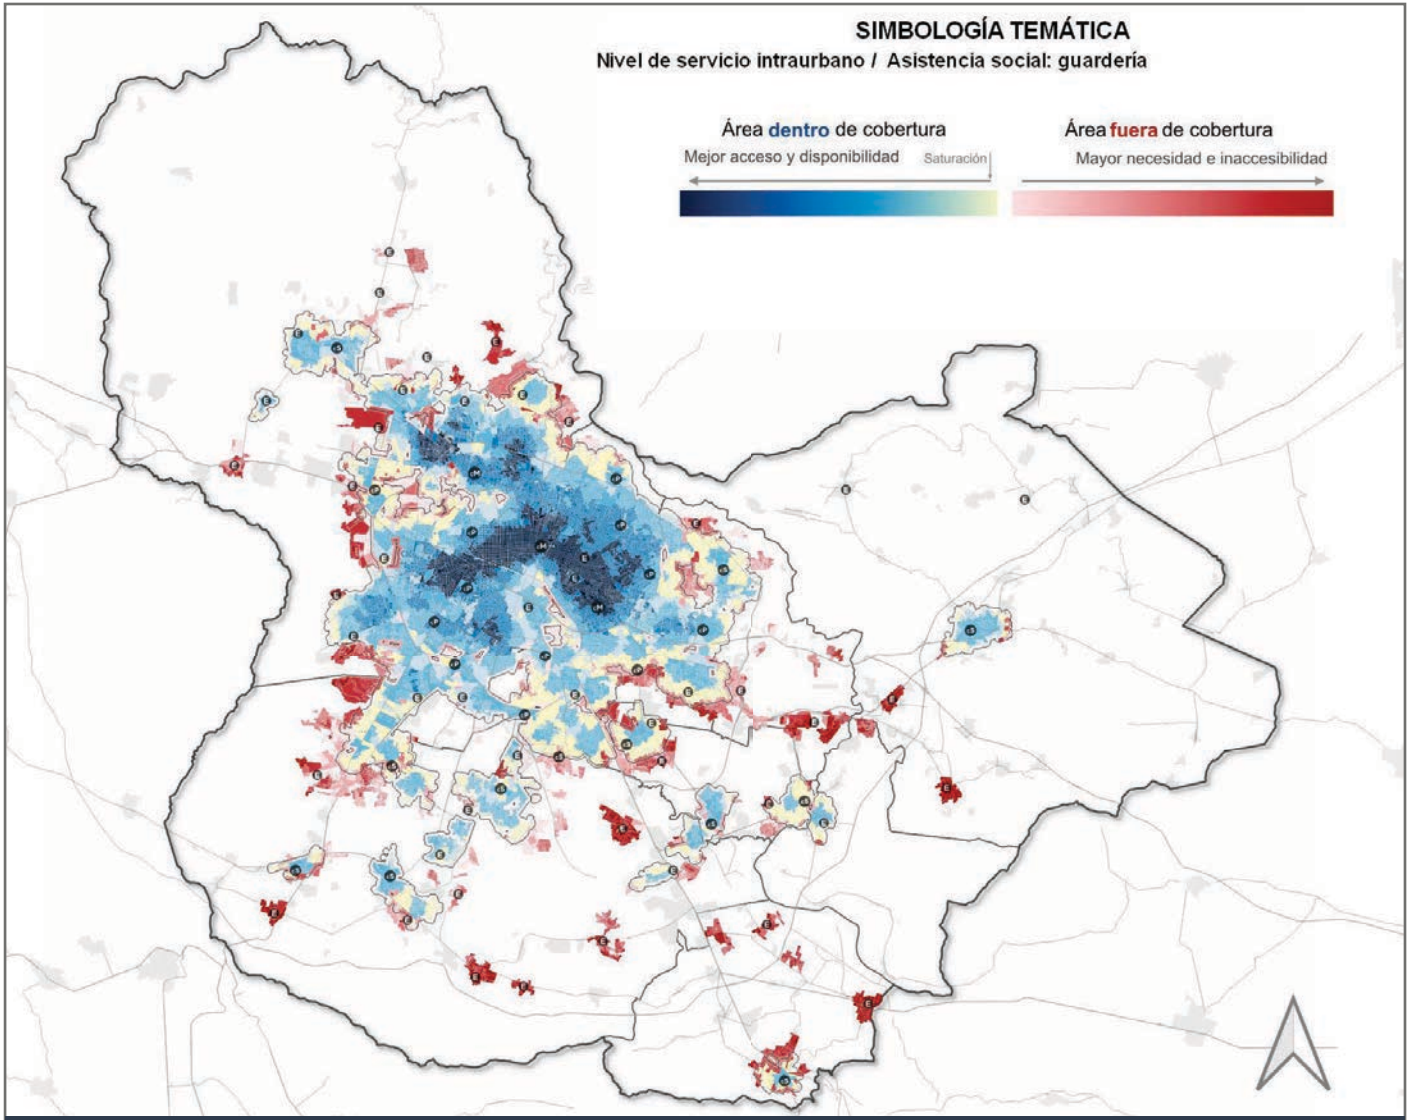 SIMBOLOGÍA TEMÁTICA
Nivel de servicio intraurbano / Asistencia social: guardería
Área dentro de cobertura
Área fuera de cobertura
Mejor acceso y disponibilidad
Saturación
Mayor necesidad e inaccesibilidad